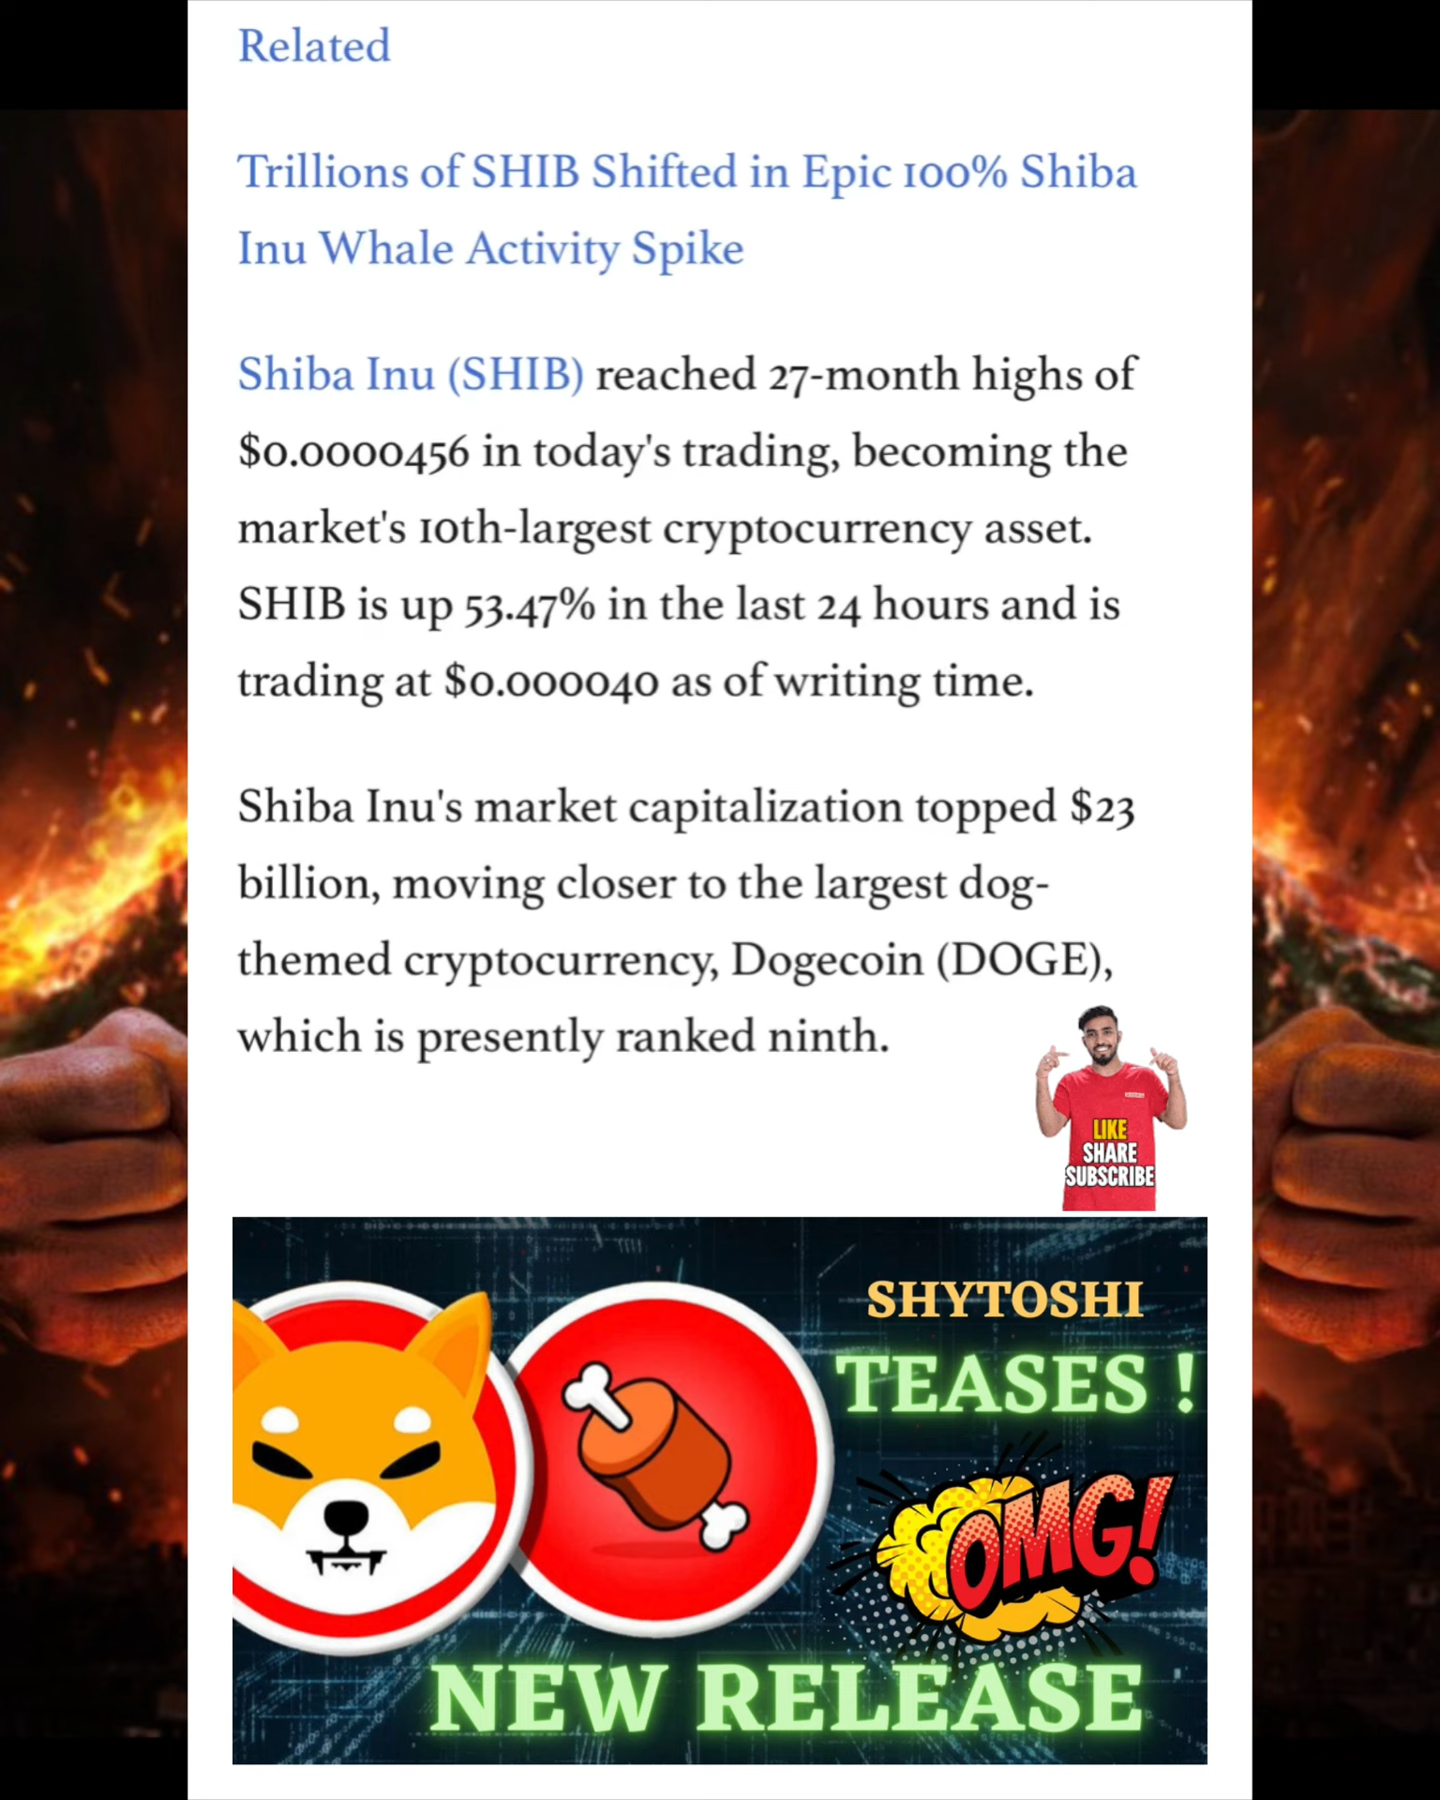 Related
Trillions of SHIB Shifted in Epic 100% Shiba
Inu Whale Activity Spike
Shiba Inu (SHIB) reached 27-month highs of
$0.0000456 in today's trading, becoming the
market's 10th-largest cryptocurrency asset.
SHIB is up 53.47% in the last 24 hours and is
trading at $0.000040 as of writing time.
Shiba Inu's market capitalization topped $23
billion, moving closer to the largest dog-
themed cryptocurrency, Dogecoin (DOGE),
which is presently ranked ninth.
LIKE
SHARE
SUBSCRIBE
SHYTOSHI
TEASES !
OMG!
NEW RELEASE